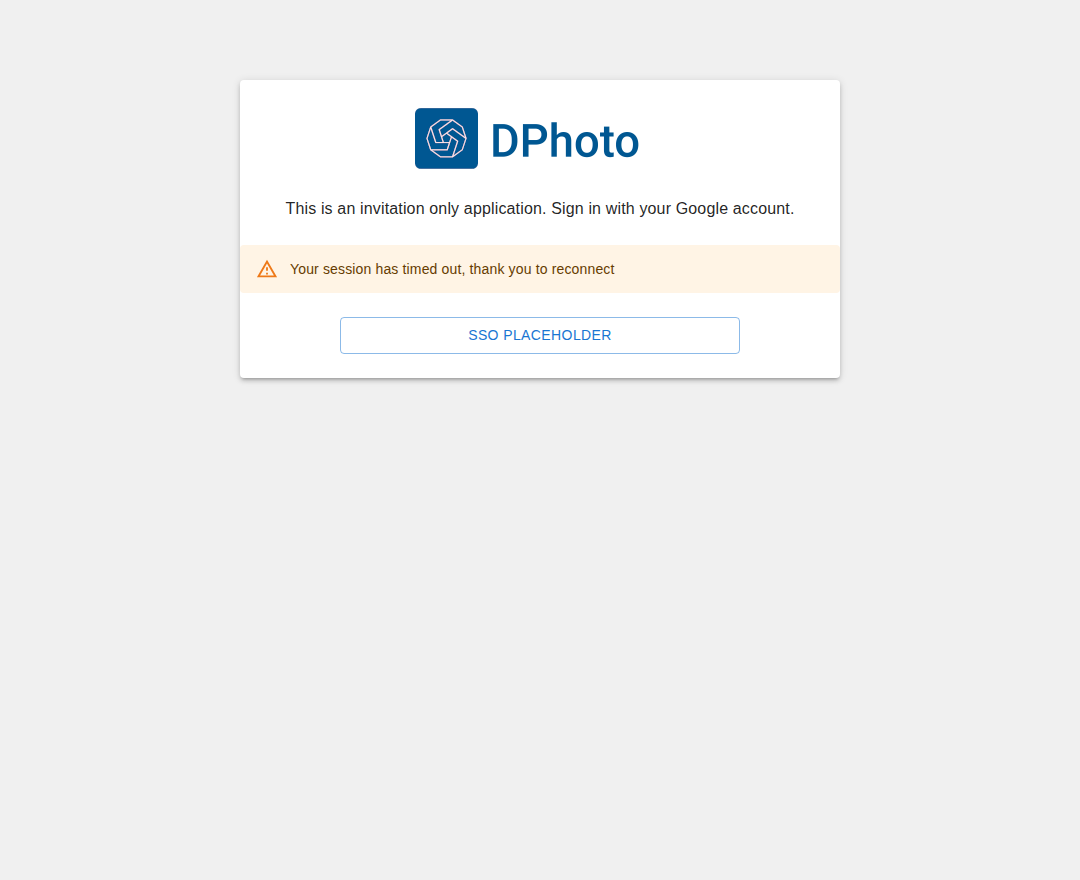 DPhoto
This is an invitation only application. Sign in with your Google account.
Your session has timed out, thank you to reconnect
SSO PLACEHOLDER